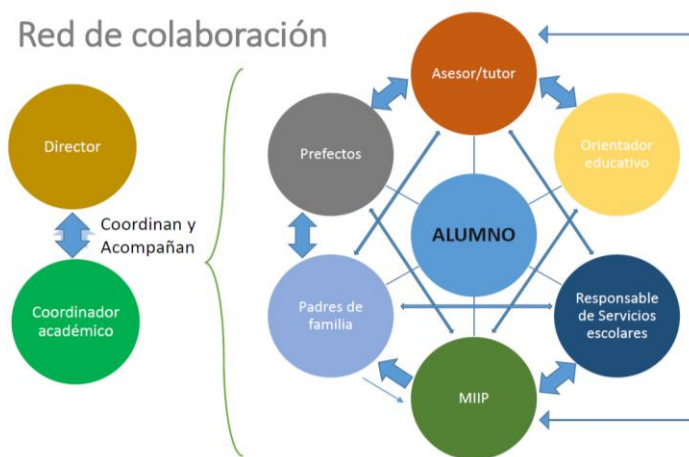 Red de colaboración
Director
Coordinan y
Acompañan
Coordinador
académico
Asesor/tutor
Prefectos
Orientador
educativo
ALUMNO
Padres de
familia
Responsable
de Servicios
escolares
MIIP